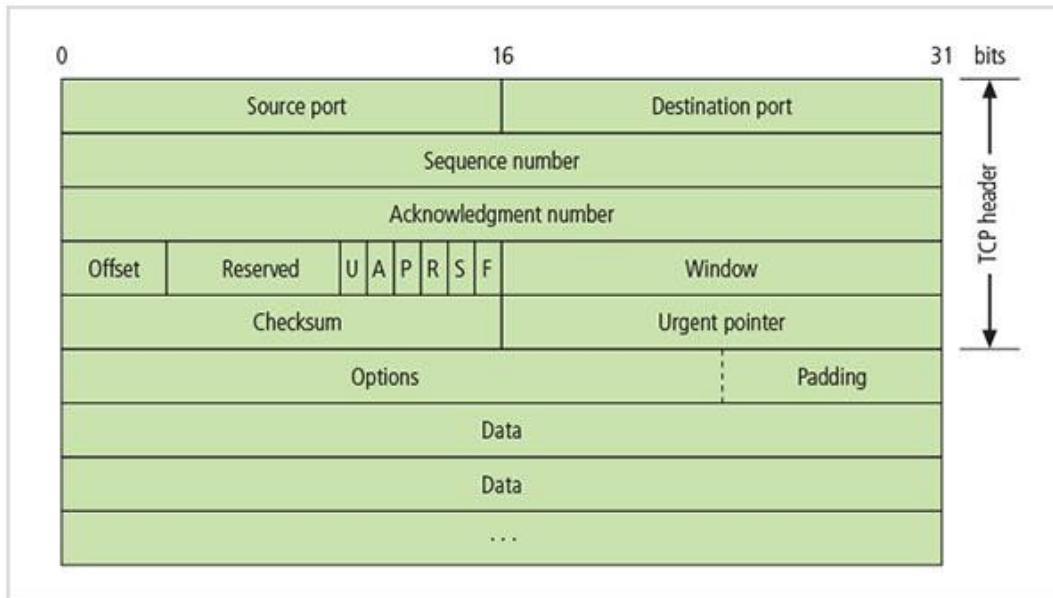 0 16 31 bits
Source port Destination port
Sequence number
Acknowledgment number
Offset Reserved U A P R S F Window
Checksum Urgent pointer
Options Padding
Data
Data
...
TCP header